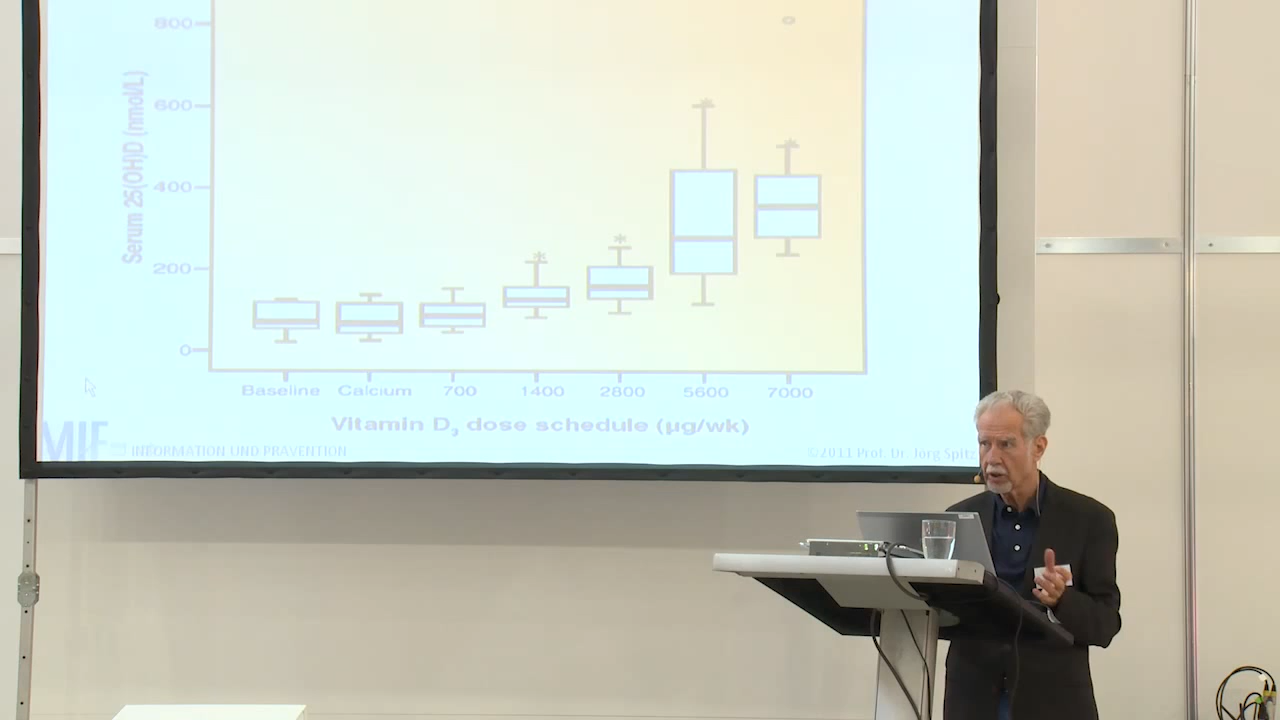 800
600
400
200
0
Serum 25(OH)D (nmol/L)
Baseline Calcium 700 1400 2800 5600 7000
Vitamin D₃ dose schedule (µg/wk)
INFORMATION UND PRÄVENTION
©2011 Prof. Dr. Jörg Spitz